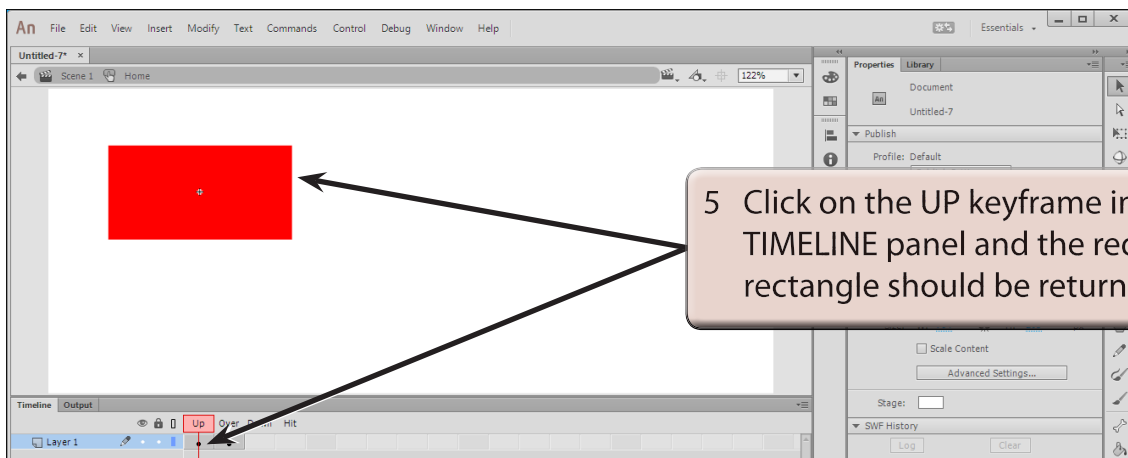 An File Edit View Insert Modify Text Commands Control Debug Window Help
Essentials
Untitled-7* ×
Scene 1 Home
122%
Properties Library
An
Document
Untitled-7
Publish
Profile: Default
5 Click on the UP keyframe in
TIMELINE panel and the red
rectangle should be return
Scale Content
Advanced Settings...
Stage:
SWF History
Log Clear
Timeline Output
Up Over Hit
Layer 1